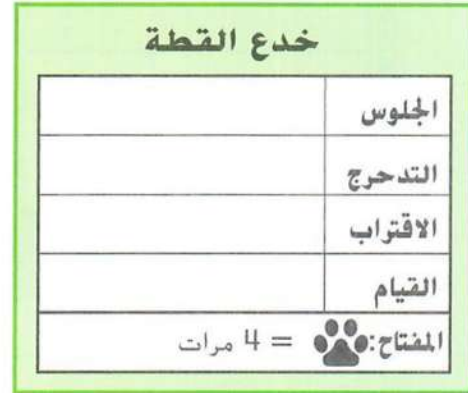 خدع القطة
الجلوس
التدحرج
الاقتراب
القيام
المفتاح: = 4 مرات